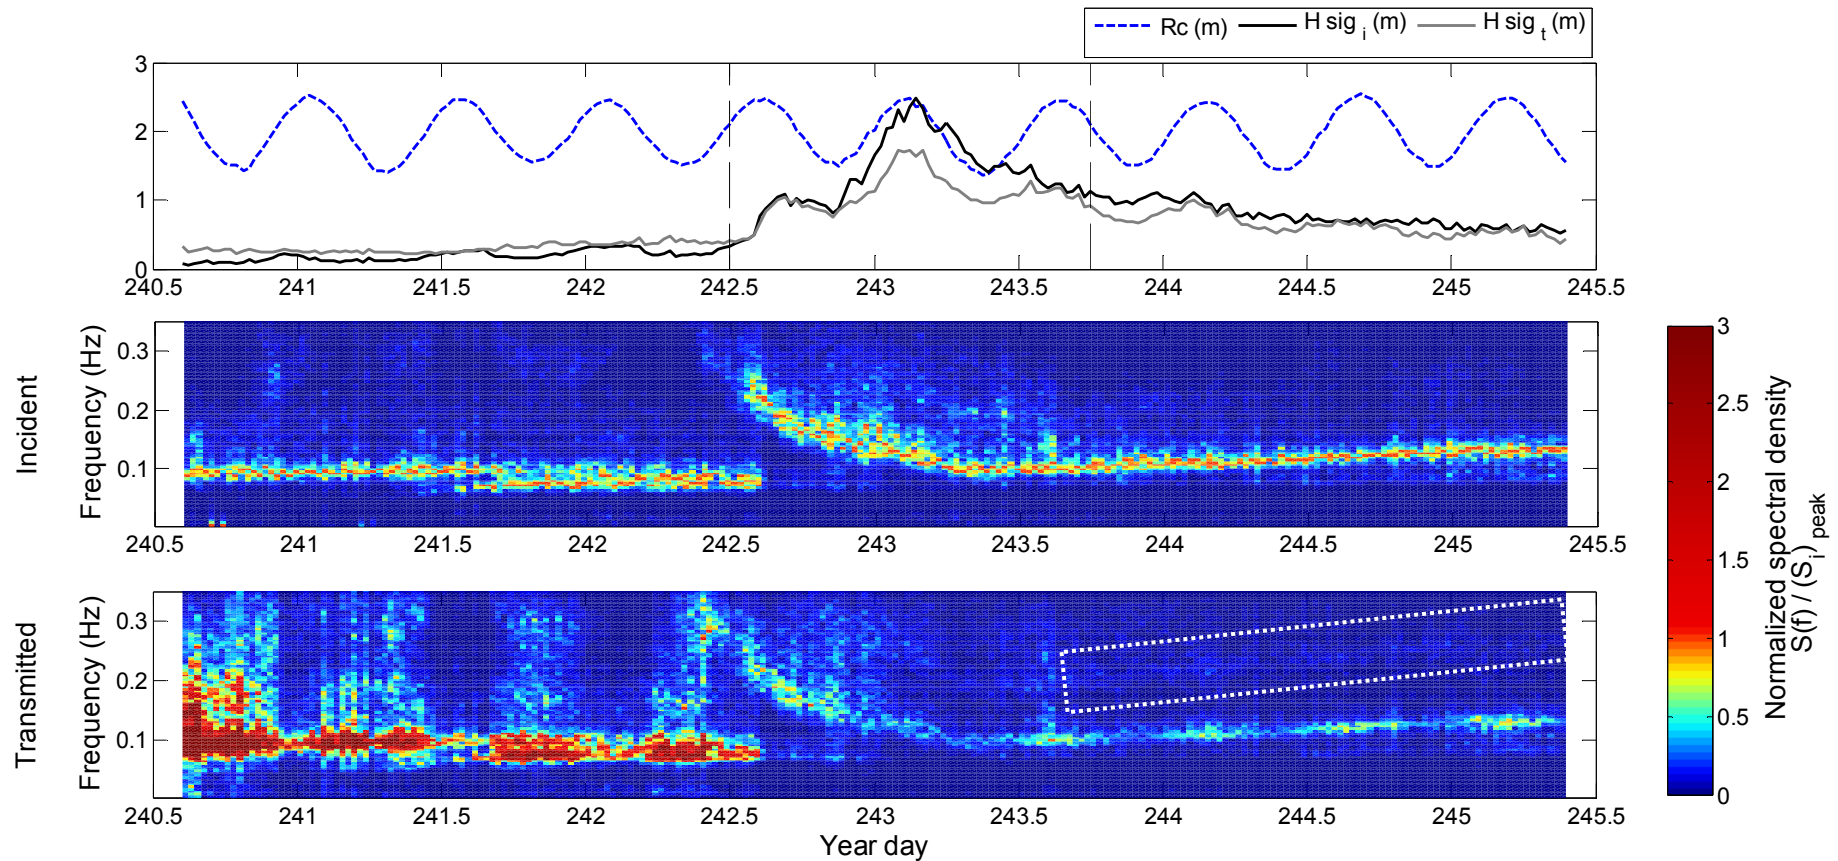 Rc (m) H sig i (m) H sig t (m)
3
2
1
0
240.5 241 241.5 242 242.5 243 243.5 244 244.5 245 245.5
Incident
Frequency (Hz)
0.3
0.2
0.1
240.5 241 241.5 242 242.5 243 243.5 244 244.5 245 245.5
Transmitted
Frequency (Hz)
0.3
0.2
0.1
240.5 241 241.5 242 242.5 243 243.5 244 244.5 245 245.5
Year day
3
2.5
2
1.5
1
0.5
0
Normalized spectral density
S(f) / (S i) peak